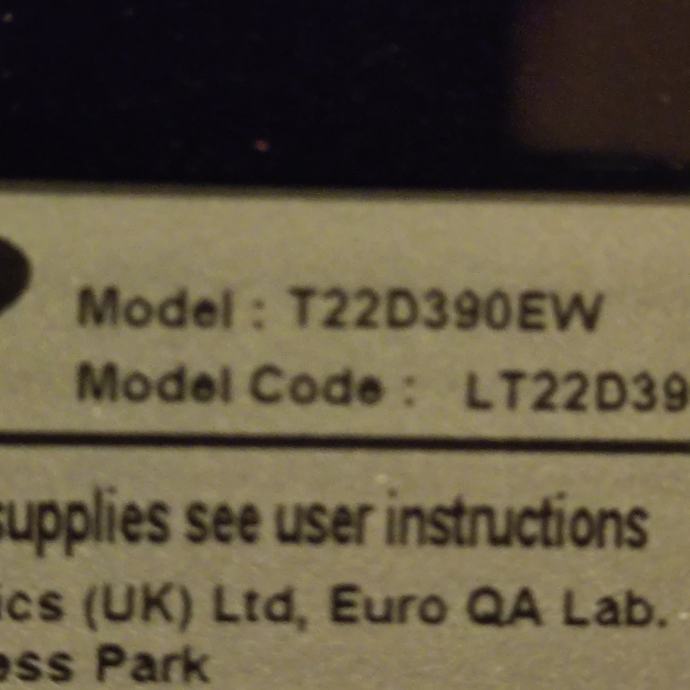 Model : T22D390EW
Model Code : LT22D39
supplies see user instructions
ics (UK) Ltd, Euro QA Lab.
ess Park